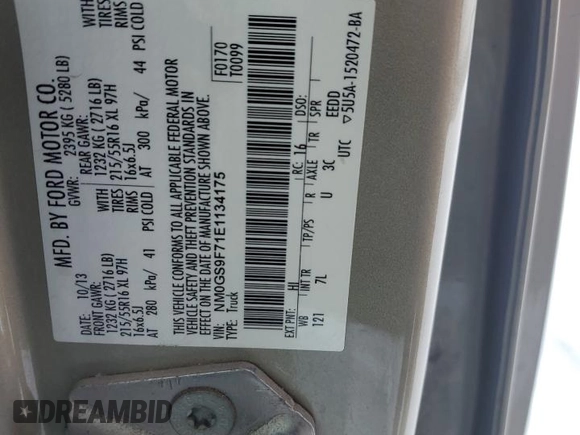 MFD. BY FORD MOTOR CO.
DATE: 10/13
GVWR: 2395 KG ( 5280 LB)
FRONT GAWR: REAR GAWR:
1232 KG ( 2716 LB) WITH 1232 KG ( 2716 LB) WITH
215/55R16 XL 97H TIRES 215/55R16 XL 97H TIRES
16x6.5J RIMS 16x6.5J RIMS
AT 280 kPa/ 41 PSI COLD AT 300 kPa/ 44 PSI COLD
THIS VEHICLE CONFORMS TO ALL APPLICABLE FEDERAL MOTOR
VEHICLE SAFETY AND THEFT PREVENTION STANDARDS IN
EFFECT ON THE DATE OF MANUFACTURE SHOWN ABOVE.
VIN: NM0GS9F71E1134175
TYPE: Truck
F0170
T0099
EXT PNT: HL RC: 16 DSO:
WB INT TR TP/PS R AXLE TR SPR
121 7L U 3C EEDD
UTC ▽5U5A-1520472-BA
DREAMBID